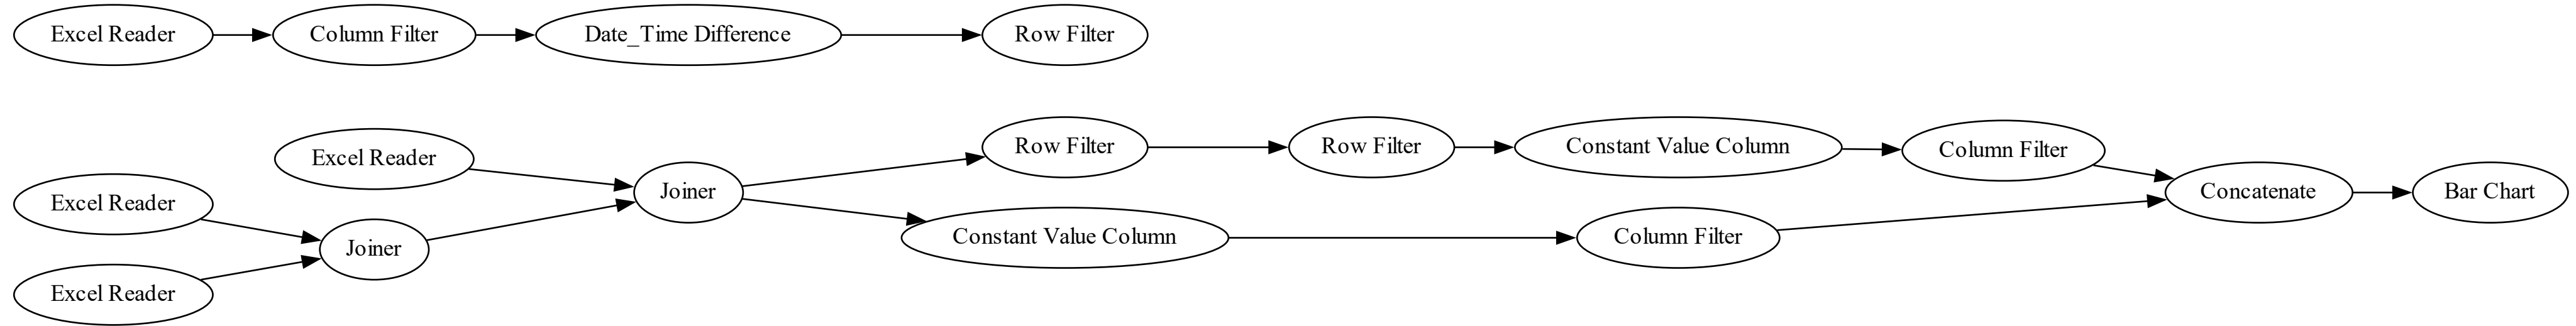 Excel Reader
Column Filter
Date_Time Difference
Row Filter
Excel Reader
Excel Reader
Excel Reader
Joiner
Joiner
Row Filter
Row Filter
Constant Value Column
Column Filter
Constant Value Column
Column Filter
Concatenate
Bar Chart